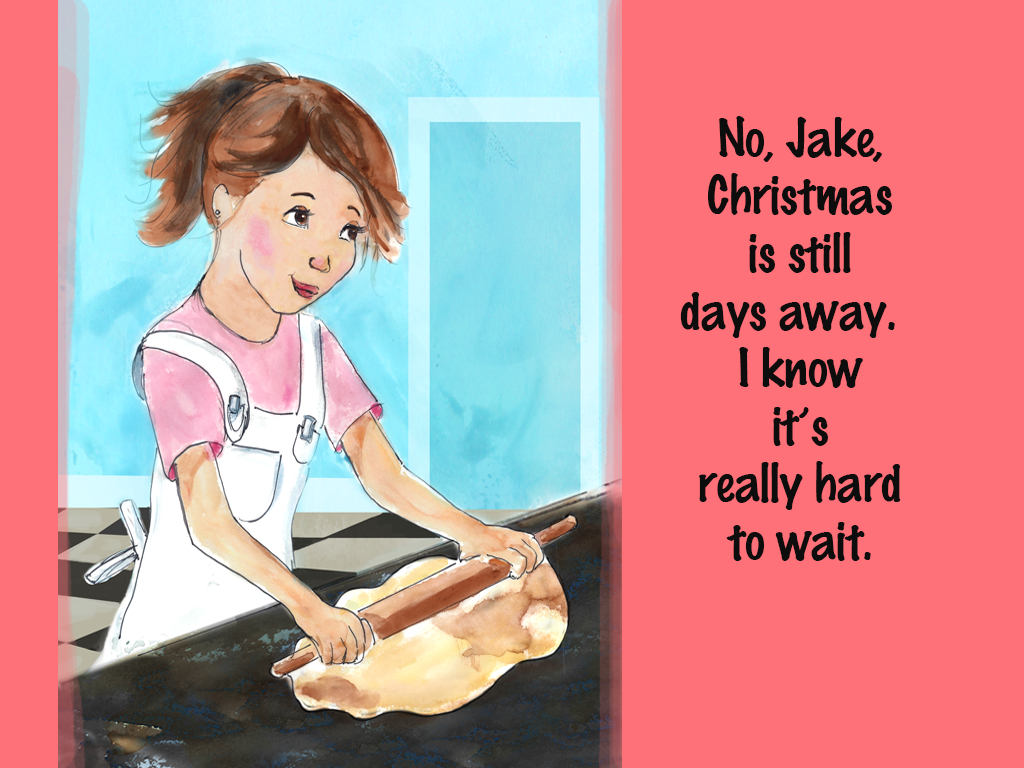 No, Jake,
Christmas
is still
days away.
I know
it's
really hard
to wait.